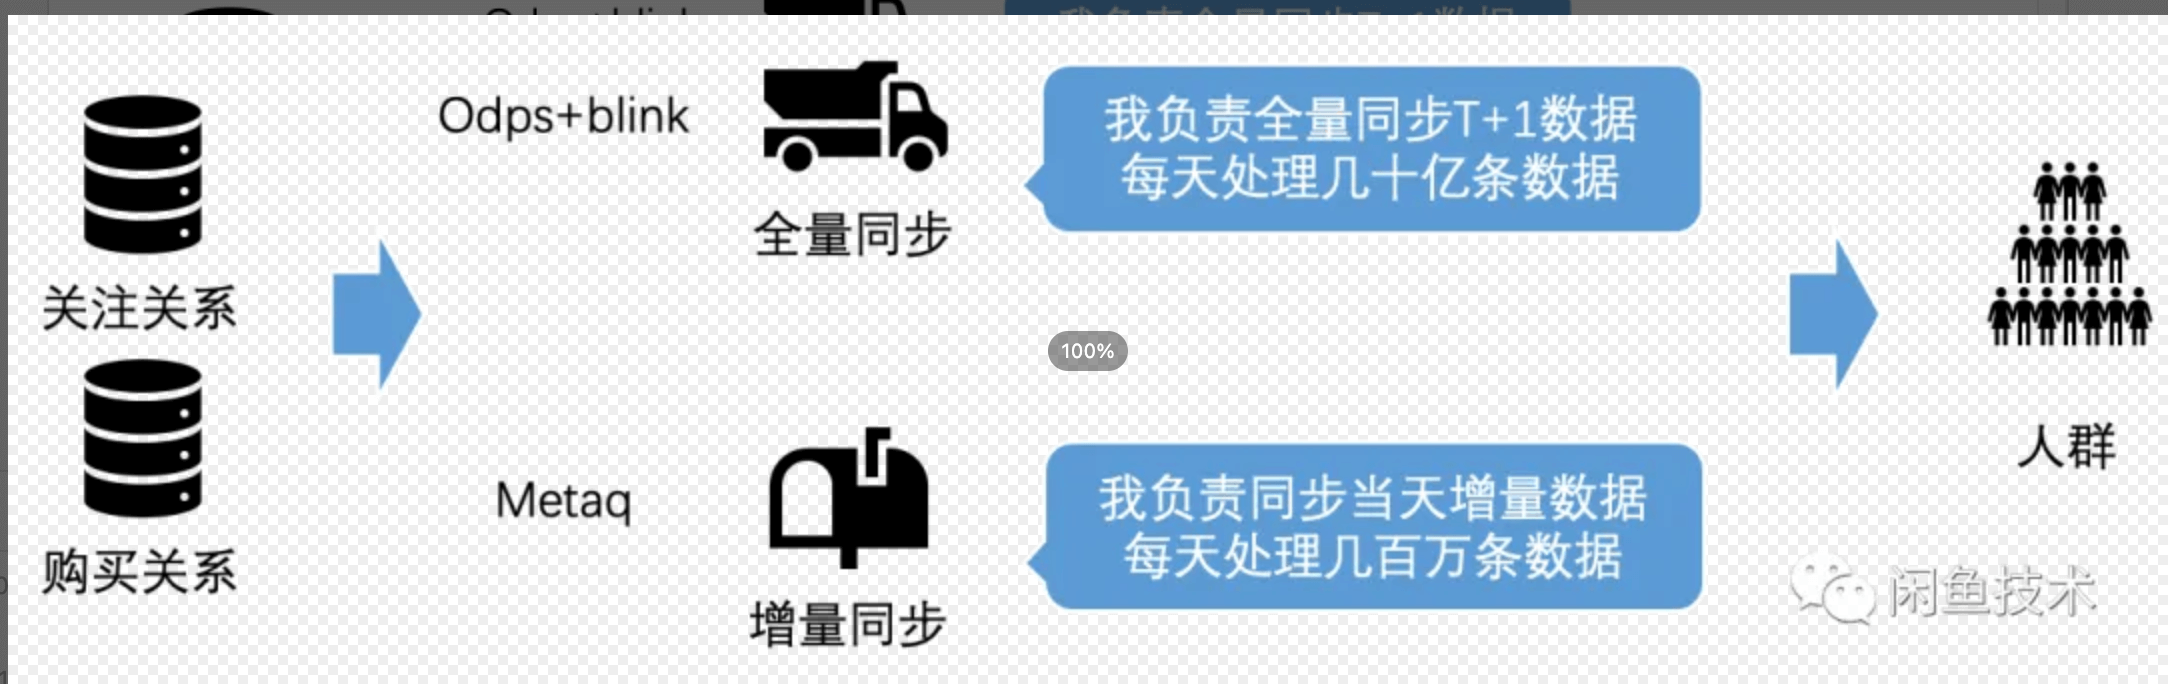 Odps+blink
我负责全量同步T+1数据
每天处理几十亿条数据
全量同步
关注关系
100%
Metaq
我负责同步当天增量数据
每天处理几百万条数据
人群
购买关系
增量同步
闲鱼技术